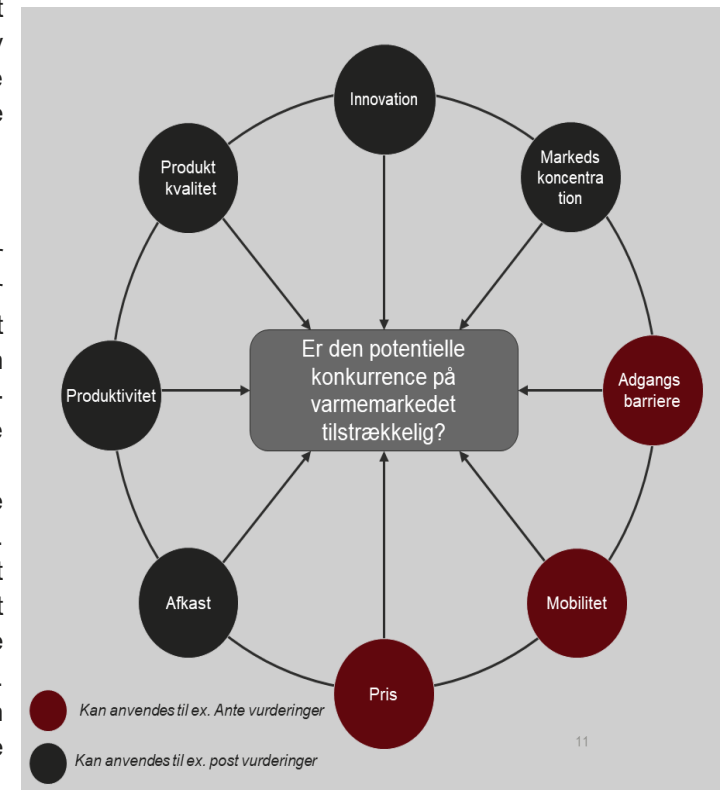 Innovation
Markeds
koncentra
tion
Adgangs
barriere
Mobilitet
Pris
Afkast
Produktivitet
Produkt
kvalitet
Er den potentielle
konkurrence på
varmemarkedet
tilstrækkelig?
Kan anvendes til ex. Ante vurderinger
Kan anvendes til ex. post vurderinger
11